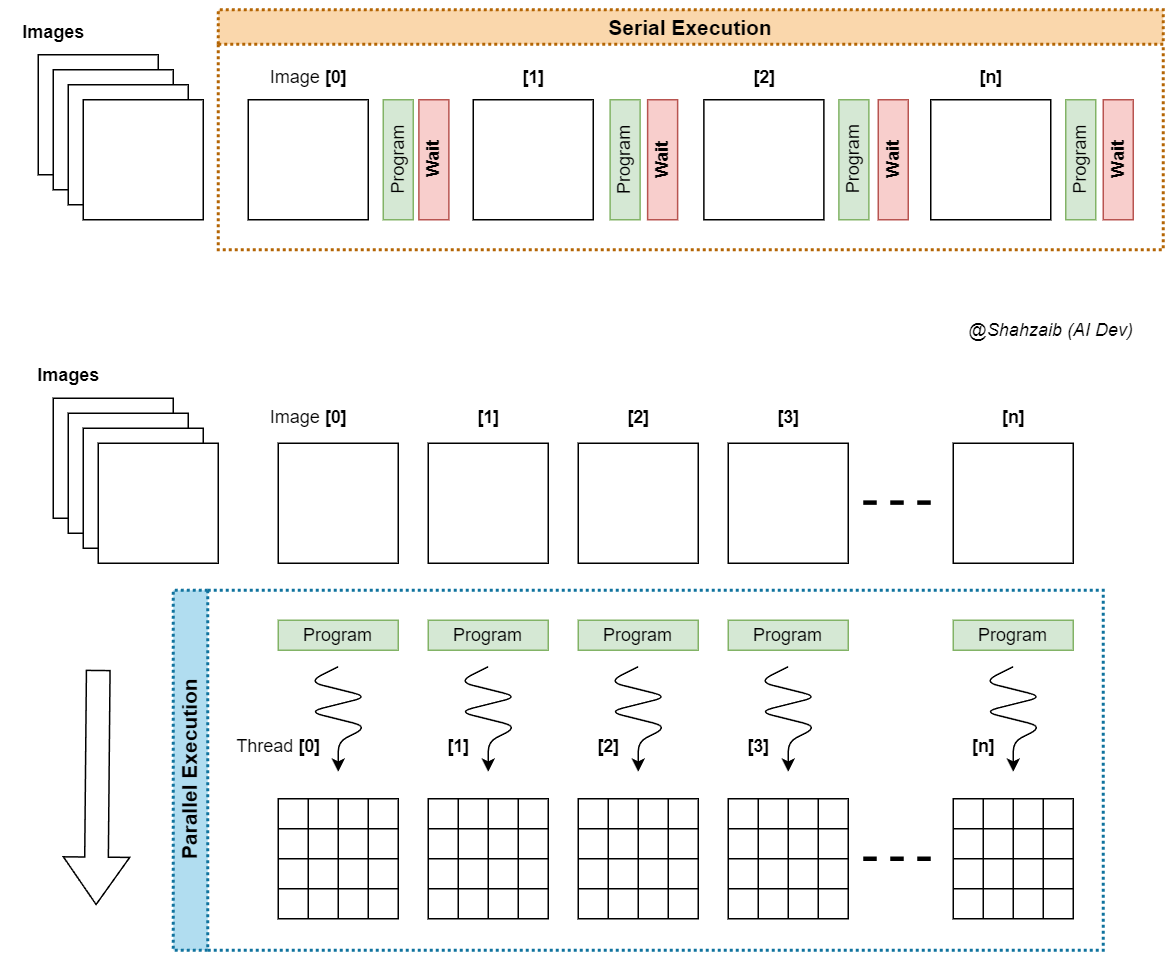 Images
Serial Execution
Image [0]
[1]
[2]
[n]
Program
Wait
Program
Wait
Program
Wait
Program
Wait
@Shahzaib (AI Dev)
Images
Image [0]
[1]
[2]
[3]
[n]
Parallel Execution
Program
Program
Program
Program
Program
Thread [0]
[1]
[2]
[3]
[n]